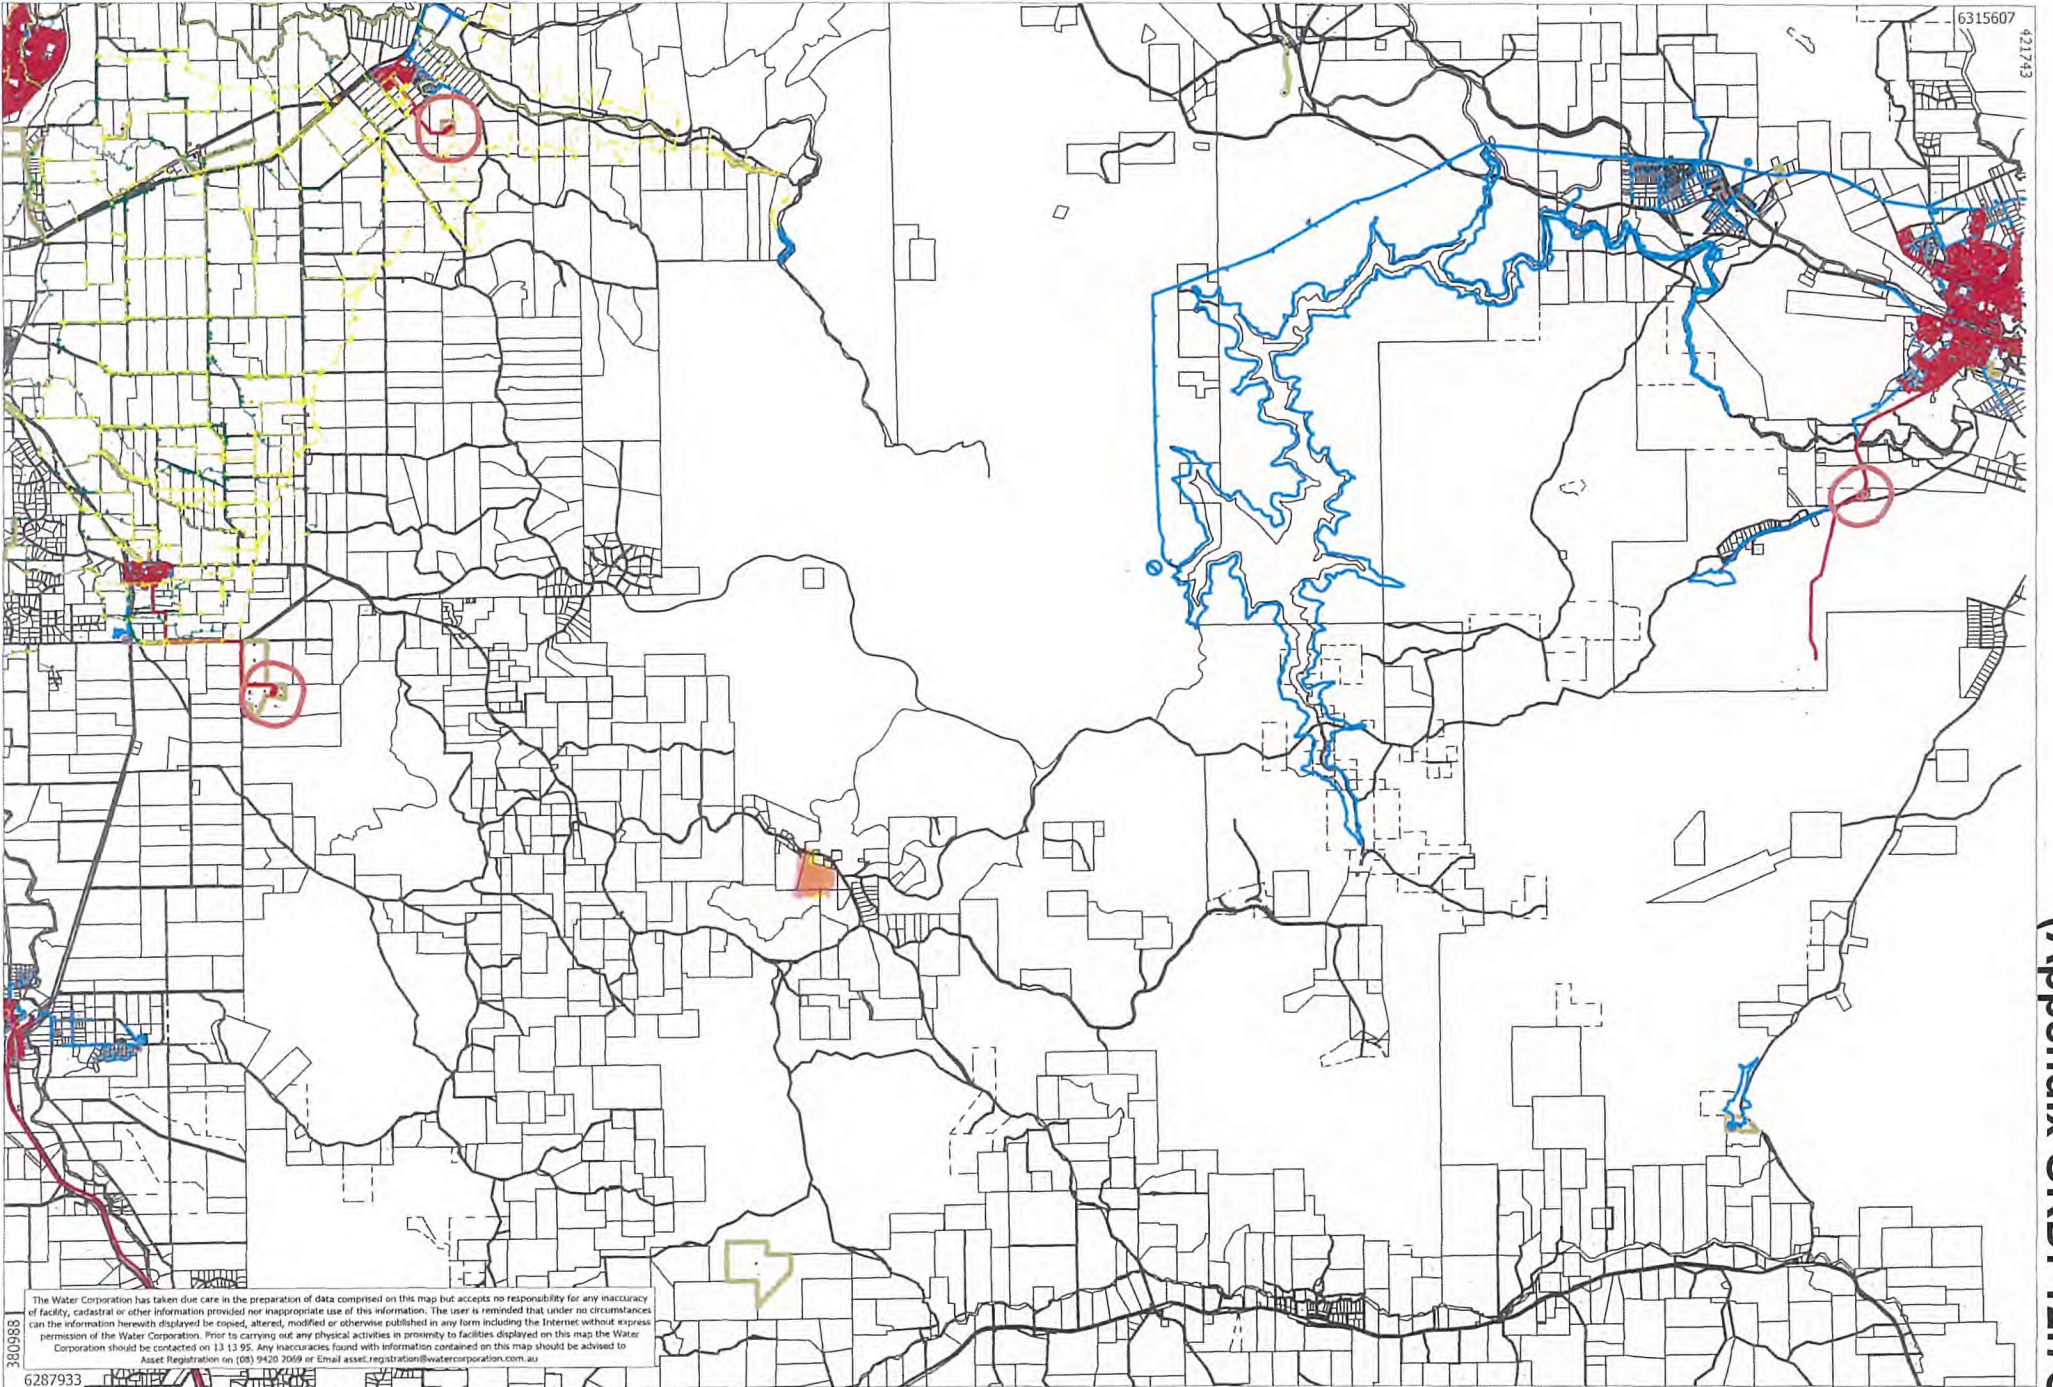 6315607
421743
The Water Corporation has taken due care in the preparation of data comprised on this map but accepts no responsibility for any inaccuracy
of facility, cadastral or other information provided nor inappropriate use of this information. The user is reminded that under no circumstances
can the information herewith displayed be copied, altered, modified or otherwise published in any form including the Internet without express
permission of the Water Corporation. Prior to carrying out any physical activities in proximity to facilities displayed on this map the Water
Corporation should be contacted on 13 13 95. Any inaccuracies found with information contained on this map should be advised to
Asset Registration on (08) 9420 2069 or Email asset.registration@watercorporation.com.au
380988
6287933